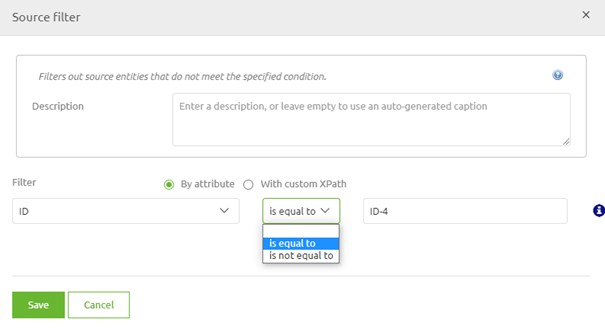 Source filter
Filters out source entities that do not meet the specified condition.
Description
Enter a description, or leave empty to use an auto-generated caption
Filter
By attribute
With custom XPath
ID
is equal to
ID-4
is equal to
is not equal to
Save
Cancel